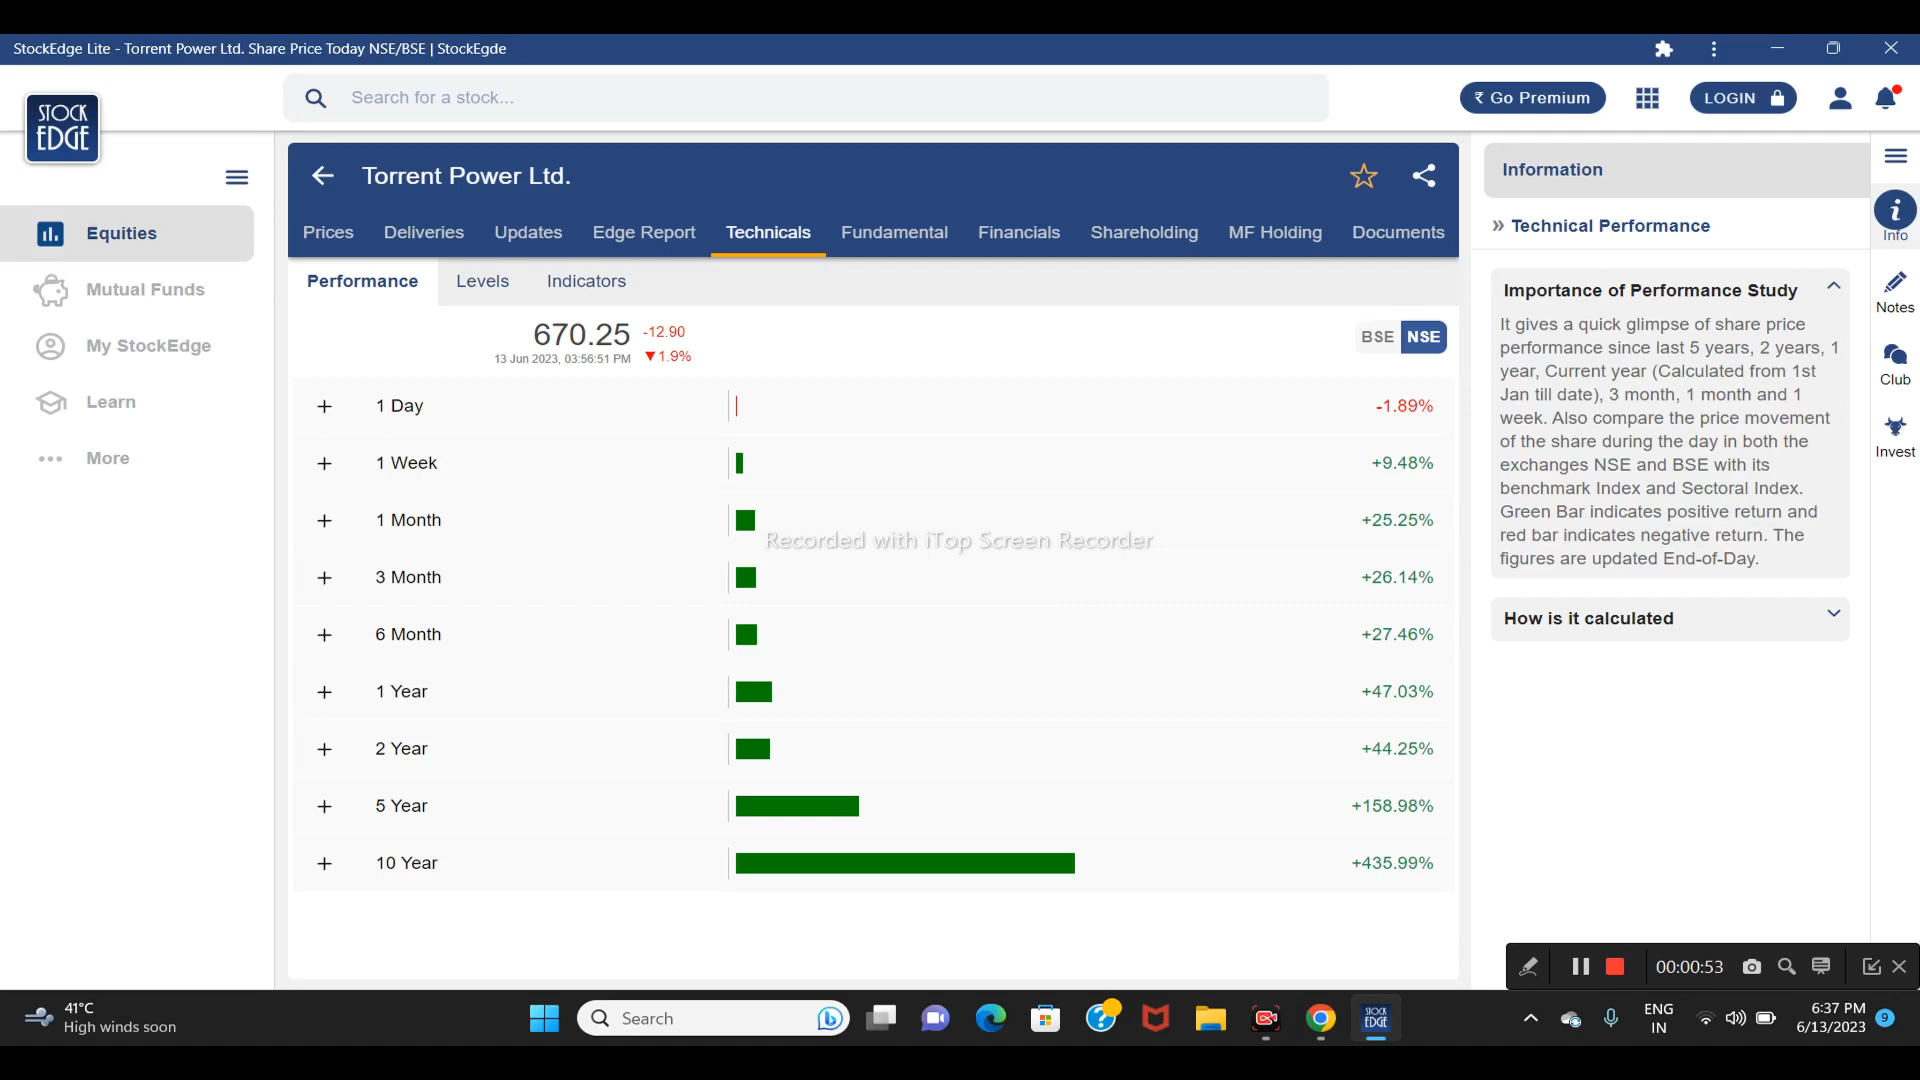 StockEdge Lite - Torrent Power Ltd. Share Price Today NSE/BSE | StockEgde
STOCK
EDGE
Search for a stock...
₹ Go Premium
LOGIN
Equities
Mutual Funds
My StockEdge
Learn
More
Torrent Power Ltd.
Prices Deliveries Updates Edge Report Technicals Fundamental Financials Shareholding MF Holding Documents
Performance Levels Indicators
670.25 -12.90
13 Jun 2023, 03:56:51 PM ▼1.9%
BSE NSE
1 Day -1.89%
1 Week +9.48%
1 Month +25.25%
Recorded with iTop Screen Recorder
3 Month +26.14%
6 Month +27.46%
1 Year +47.03%
2 Year +44.25%
5 Year +158.98%
10 Year +435.99%
Information
» Technical Performance
Importance of Performance Study
It gives a quick glimpse of share price
performance since last 5 years, 2 years, 1
year, Current year (Calculated from 1st
Jan till date), 3 month, 1 month and 1
week. Also compare the price movement
of the share during the day in both the
exchanges NSE and BSE with its
benchmark Index and Sectoral Index.
Green Bar indicates positive return and
red bar indicates negative return. The
figures are updated End-of-Day.
How is it calculated
Info
Notes
Club
Invest
00:00:53
41°C
High winds soon
Search
STOCK
EDGE
ENG
IN
6:37 PM
6/13/2023
9